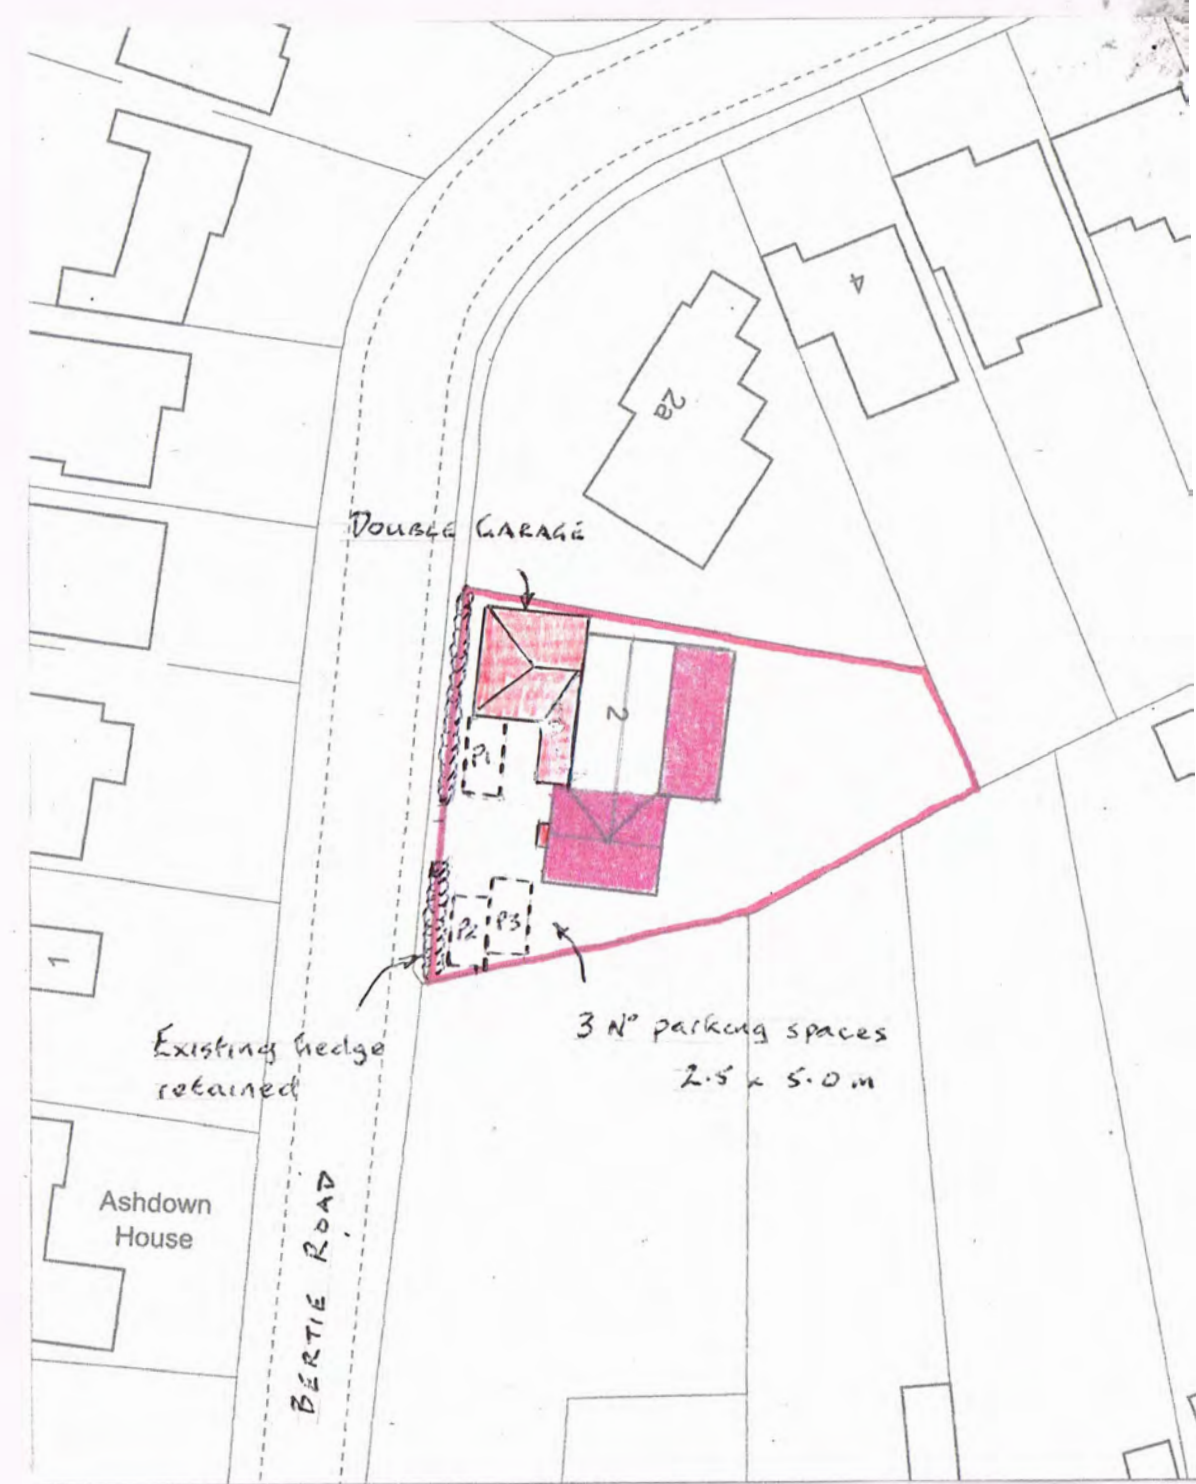 4
2a
DOUBLE GARAGE
2
P1
P2
P3
1
Existing hedge
retained
3 Nº parking spaces
2.5 x 5.0 m
Ashdown
House
BERTIE ROAD